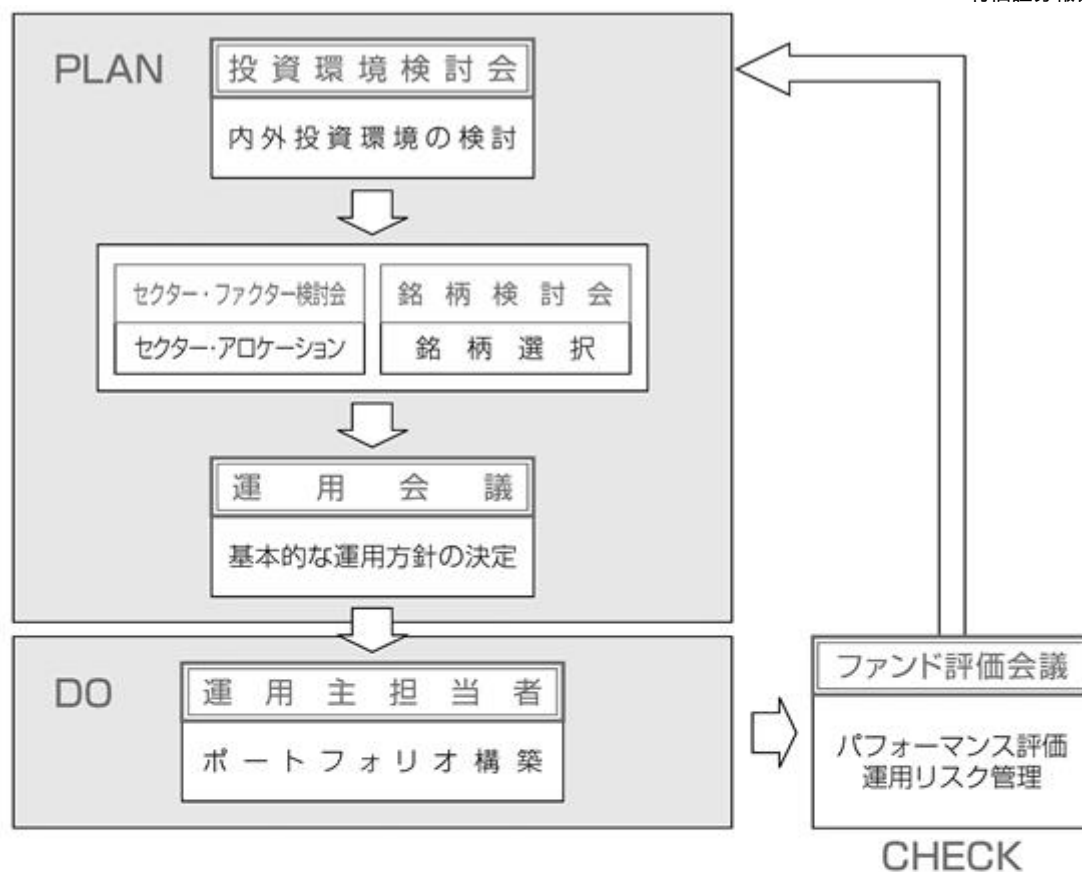 PLAN
投資環境検討会
内外投資環境の検討
セクター・ファクター検討会
セクター・アロケーション
銘柄検討会
銘柄選択
運用会議
基本的な運用方針の決定
DO
運用主担当者
ポートフォリオ構築
ファンド評価会議
パフォーマンス評価
運用リスク管理
CHECK